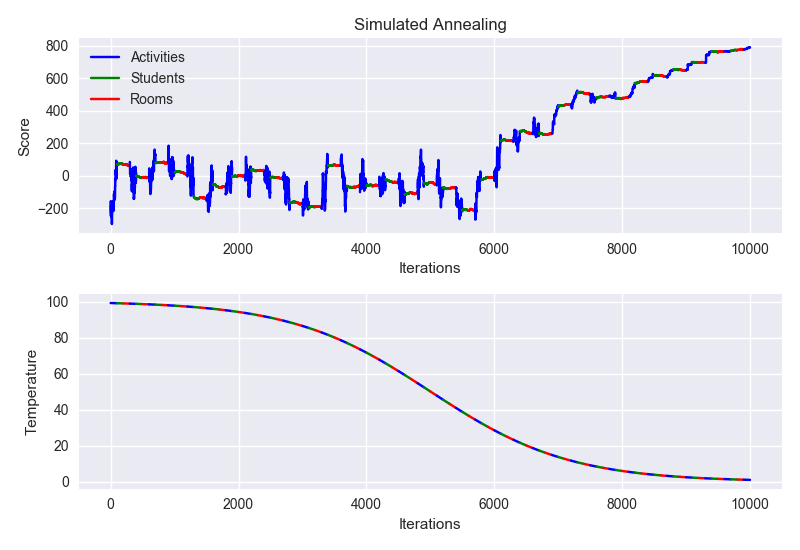 Simulated Annealing
800
600
400
200
0
−200
Score
Activities
Students
Rooms
0 2000 4000 6000 8000 10000
Iterations
100
80
60
40
20
0
Temperature
0 2000 4000 6000 8000 10000
Iterations